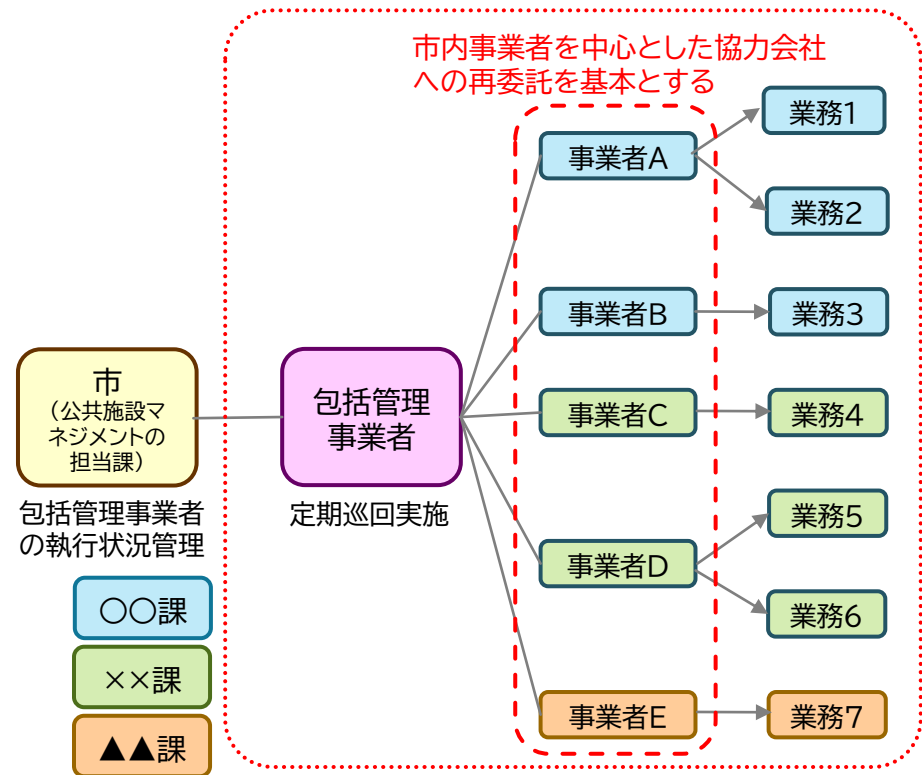 市内事業者を中心とした協力会社
への再委託を基本とする
業務1
事業者A
業務2
事業者B
業務3
市
（公共施設マ
ネジメントの
担当課）
包括管理
事業者
事業者C
業務4
包括管理事業者
の執行状況管理
定期巡回実施
業務5
事業者D
業務6
〇〇課
××課
▲▲課
事業者E
業務7